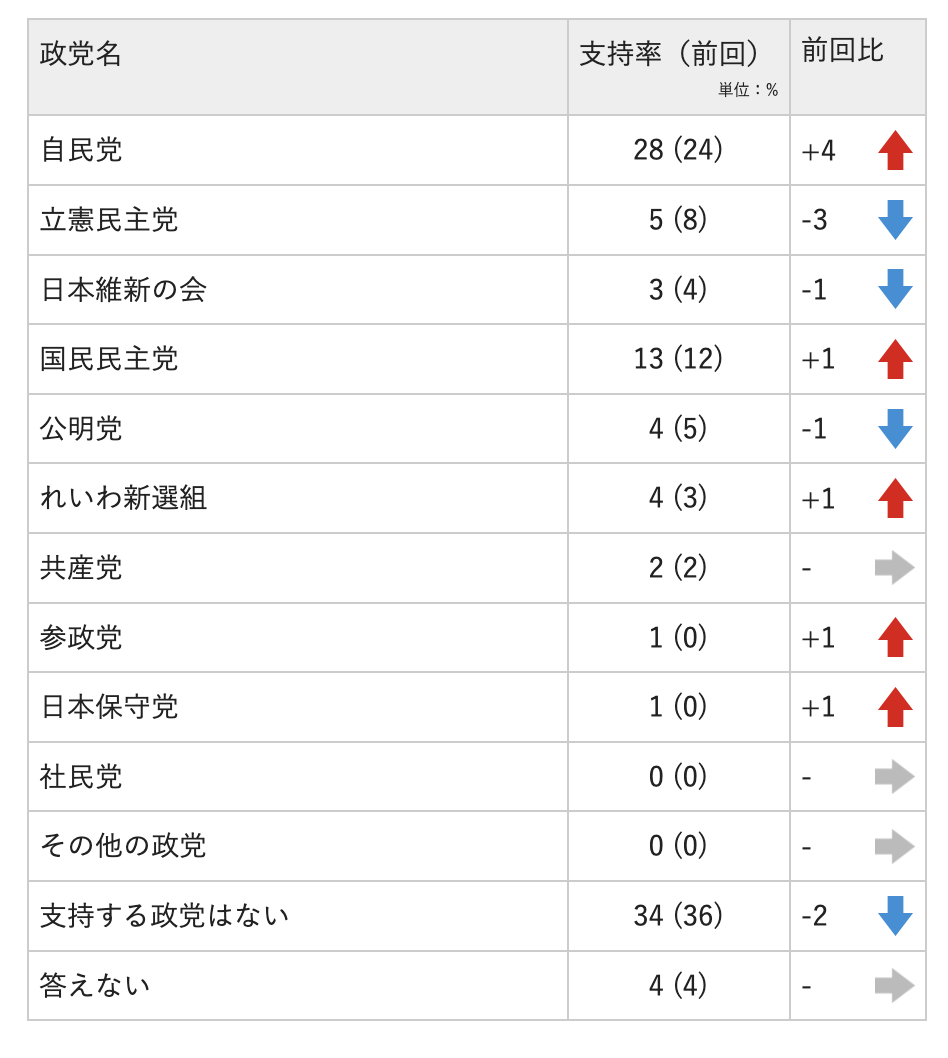 政党名 支持率（前回） 前回比
単位：%
自民党 28 (24) +4
立憲民主党 5 (8) -3
日本維新の会 3 (4) -1
国民民主党 13 (12) +1
公明党 4 (5) -1
れいわ新選組 4 (3) +1
共産党 2 (2) -
参政党 1 (0) +1
日本保守党 1 (0) +1
社民党 0 (0) -
その他の政党 0 (0) -
支持する政党はない 34 (36) -2
答えない 4 (4) -